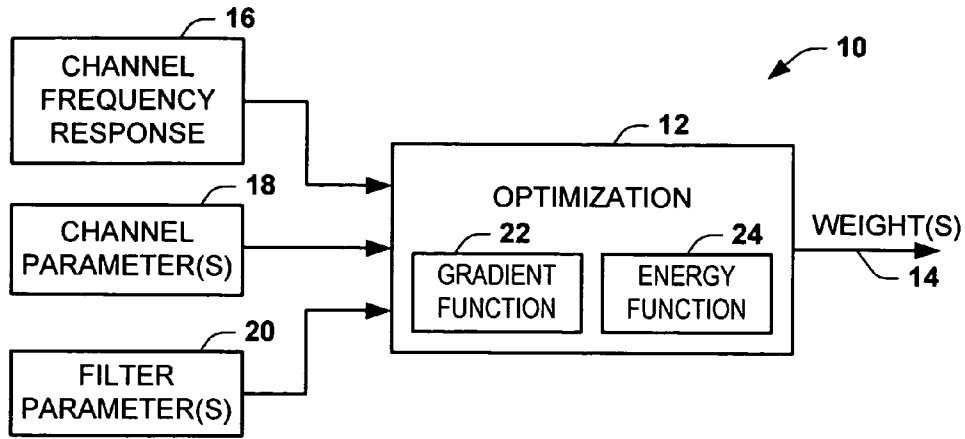 16
CHANNEL
FREQUENCY
RESPONSE
10
12
18
CHANNEL
PARAMETER(S)
OPTIMIZATION
22
GRADIENT
FUNCTION
24
ENERGY
FUNCTION
WEIGHT(S)
14
20
FILTER
PARAMETER(S)